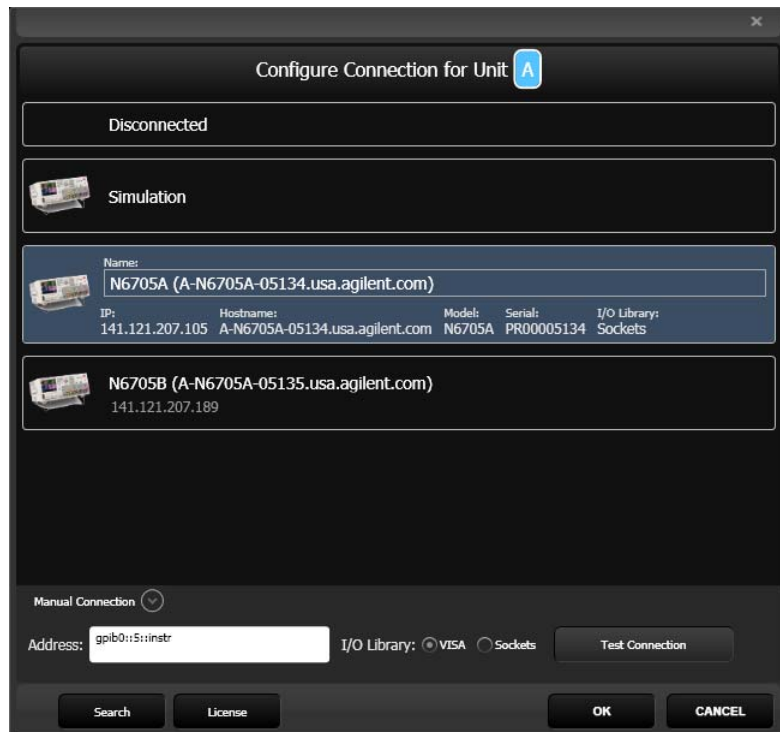 Configure Connection for Unit A
Disconnected
Simulation
Name:
N6705A (A-N6705A-05134.usa.agilent.com)
IP: Hostname: Model: Serial: I/O Library:
141.121.207.105 A-N6705A-05134.usa.agilent.com N6705A PR00005134 Sockets
N6705B (A-N6705A-05135.usa.agilent.com)
141.121.207.189
Manual Connection
Address: gpib0::5::instr I/O Library: VISA Sockets Test Connection
Search License OK CANCEL